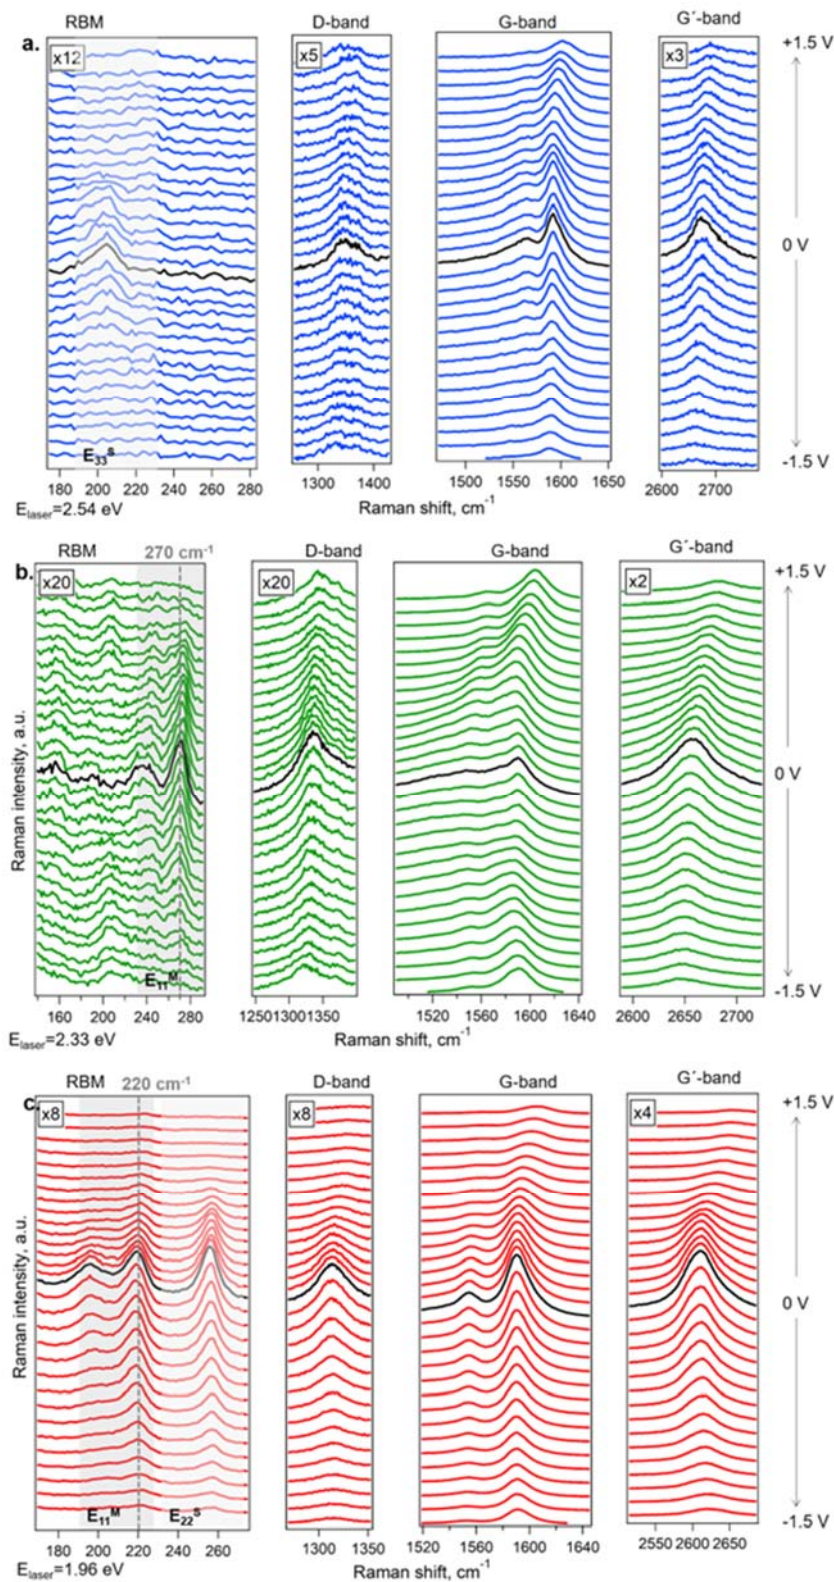 RBM D-band G-band G´-band
a. x12 x5 x3 +1.5 V
0 V
-1.5 V
E33S
180 200 220 240 260 280 1300 1400 1500 1550 1600 1650 2600 2700
Elaser=2.54 eV Raman shift, cm-1
RBM 270 cm-1 D-band G-band G´-band
b. x20 x20 x2 +1.5 V
Raman intensity, a.u.
0 V
-1.5 V
E11M
160 200 240 280 1250 1300 1350 1520 1560 1600 1640 2600 2650 2700
Elaser=2.33 eV Raman shift, cm-1
RBM 220 cm-1 D-band G-band G´-band
c. x8 x8 x4 +1.5 V
Raman intensity, a.u.
0 V
-1.5 V
E11M E22S
180 200 220 240 260 1300 1350 1520 1560 1600 1640 2550 2600 2650
Elaser=1.96 eV Raman shift, cm-1